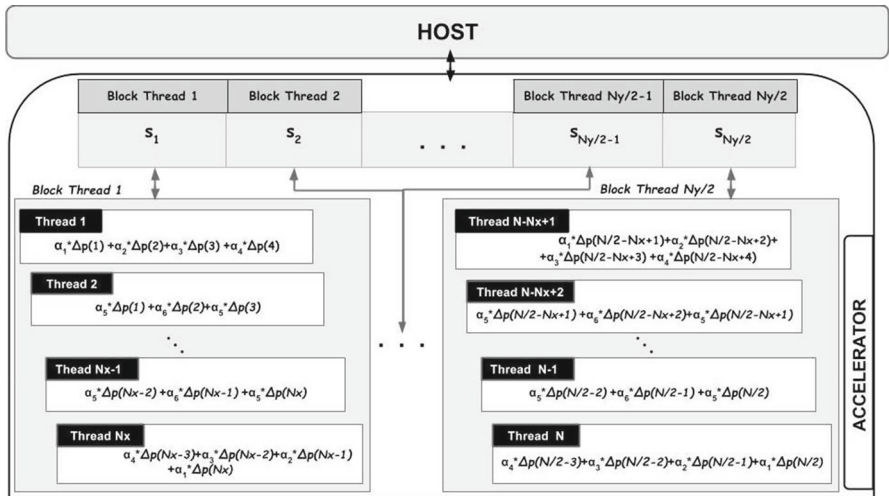 HOST
Block Thread 1
Block Thread 2
Block Thread Ny/2-1
Block Thread Ny/2
S₁
S₂
. . .
S_Ny/2-1
S_Ny/2
Block Thread 1
Block Thread Ny/2
Thread 1
α₁*Δp(1) +α₂*Δp(2)+α₃*Δp(3) +α₄*Δp(4)
Thread 2
α₅*Δp(1) +α₆*Δp(2)+α₅*Δp(3)
Thead Nx-1
α₅*Δp(Nx-2) +α₆*Δp(Nx-1) +α₅*Δp(Nx)
Thread Nx
α₄*Δp(Nx-3)+α₃*Δp(Nx-2)+α₂*Δp(Nx-1)
+α₁*Δp(Nx)
. . .
Thread N-Nx+1
α₁*Δp(N/2-Nx+1)+α₂*Δp(N/2-Nx+2)+
+α₃*Δp(N/2-Nx+3) +α₄*Δp(N/2-Nx+4)
Thread N-Nx+2
α₅*Δp(N/2-Nx+1) +α₆*Δp(N/2-Nx+2)+α₅*Δp(N/2-Nx+1)
Thread N-1
α₅*Δp(N/2-2) +α₆*Δp(N/2-1) +α₅*Δp(N/2)
Thread N
α₄*Δp(N/2-3)+α₃*Δp(N/2-2)+α₂*Δp(N/2-1)+α₁*Δp(N/2)
ACCELERATOR